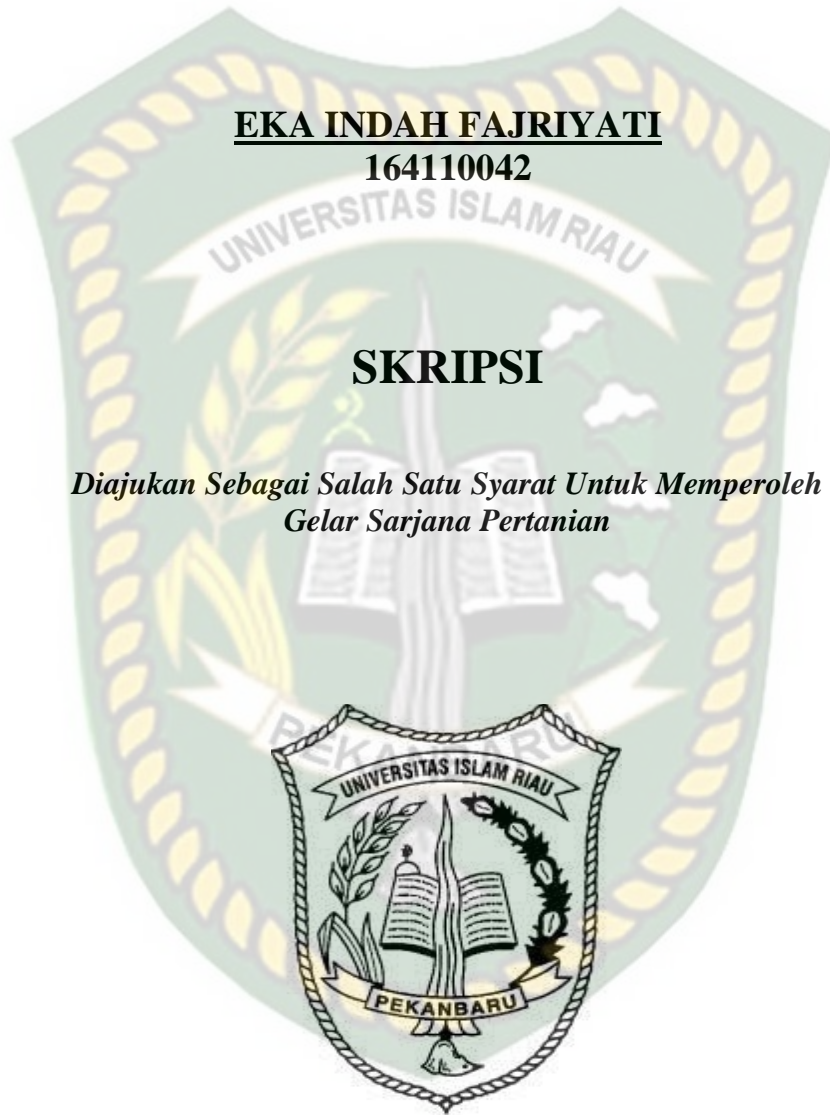 EKA INDAH FAJRIYATI
164110042
UNIVERSITAS ISLAM RIAU
SKRIPSI
Diajukan Sebagai Salah Satu Syarat Untuk Memperoleh
Gelar Sarjana Pertanian
PEKANBARU
UNIVERSITAS ISLAM RIAU
PEKANBARU